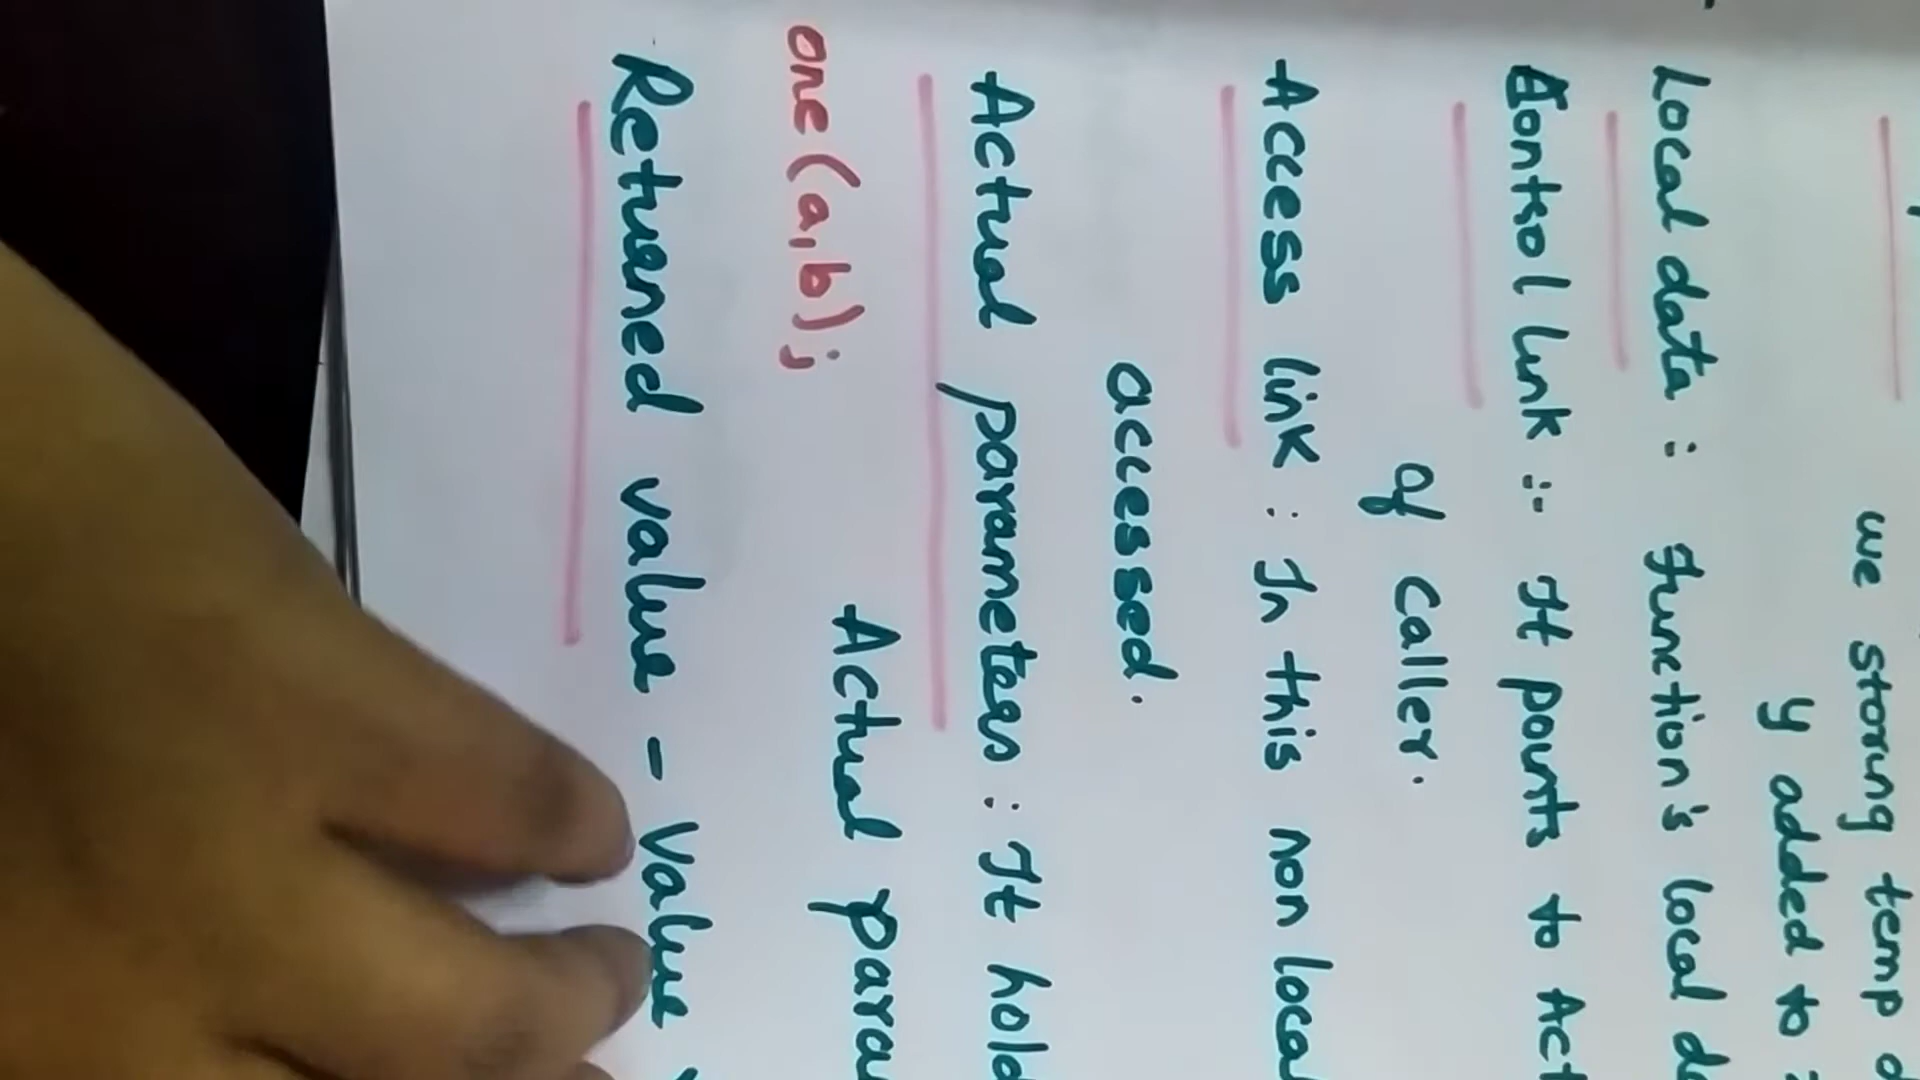 we storing temp
y added to
Local data : Function's local
Control link :- It points to Act
of caller.
Access link : In this non local
accessed.
Actual parameters : It hold
one (a,b); Actual para
Returned value - Value